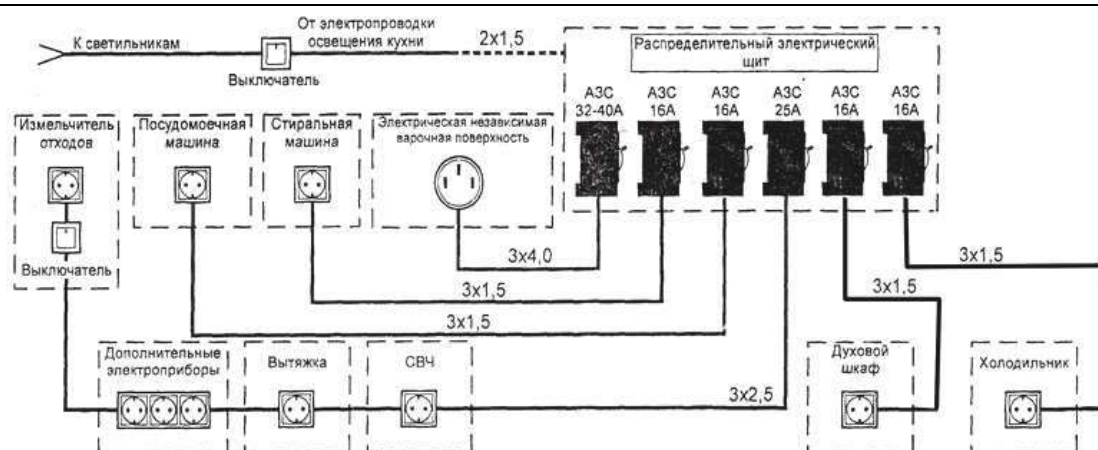 От электропроводки
освещения кухни
К светильникам
2х1,5
Выключатель
Распределительный электрический
щит
АЗС
32-40А
АЗС
16А
АЗС
16А
АЗС
25А
АЗС
16А
АЗС
16А
Измельчитель
отходов
Выключатель
Посудомоечная
машина
Стиральная
машина
Электрическая независимая
варочная поверхность
3х4,0
3х1,5
3х1,5
3х1,5
3х1,5
3х2,5
Дополнительные
электроприборы
Вытяжка
СВЧ
Духовой
шкаф
Холодильник